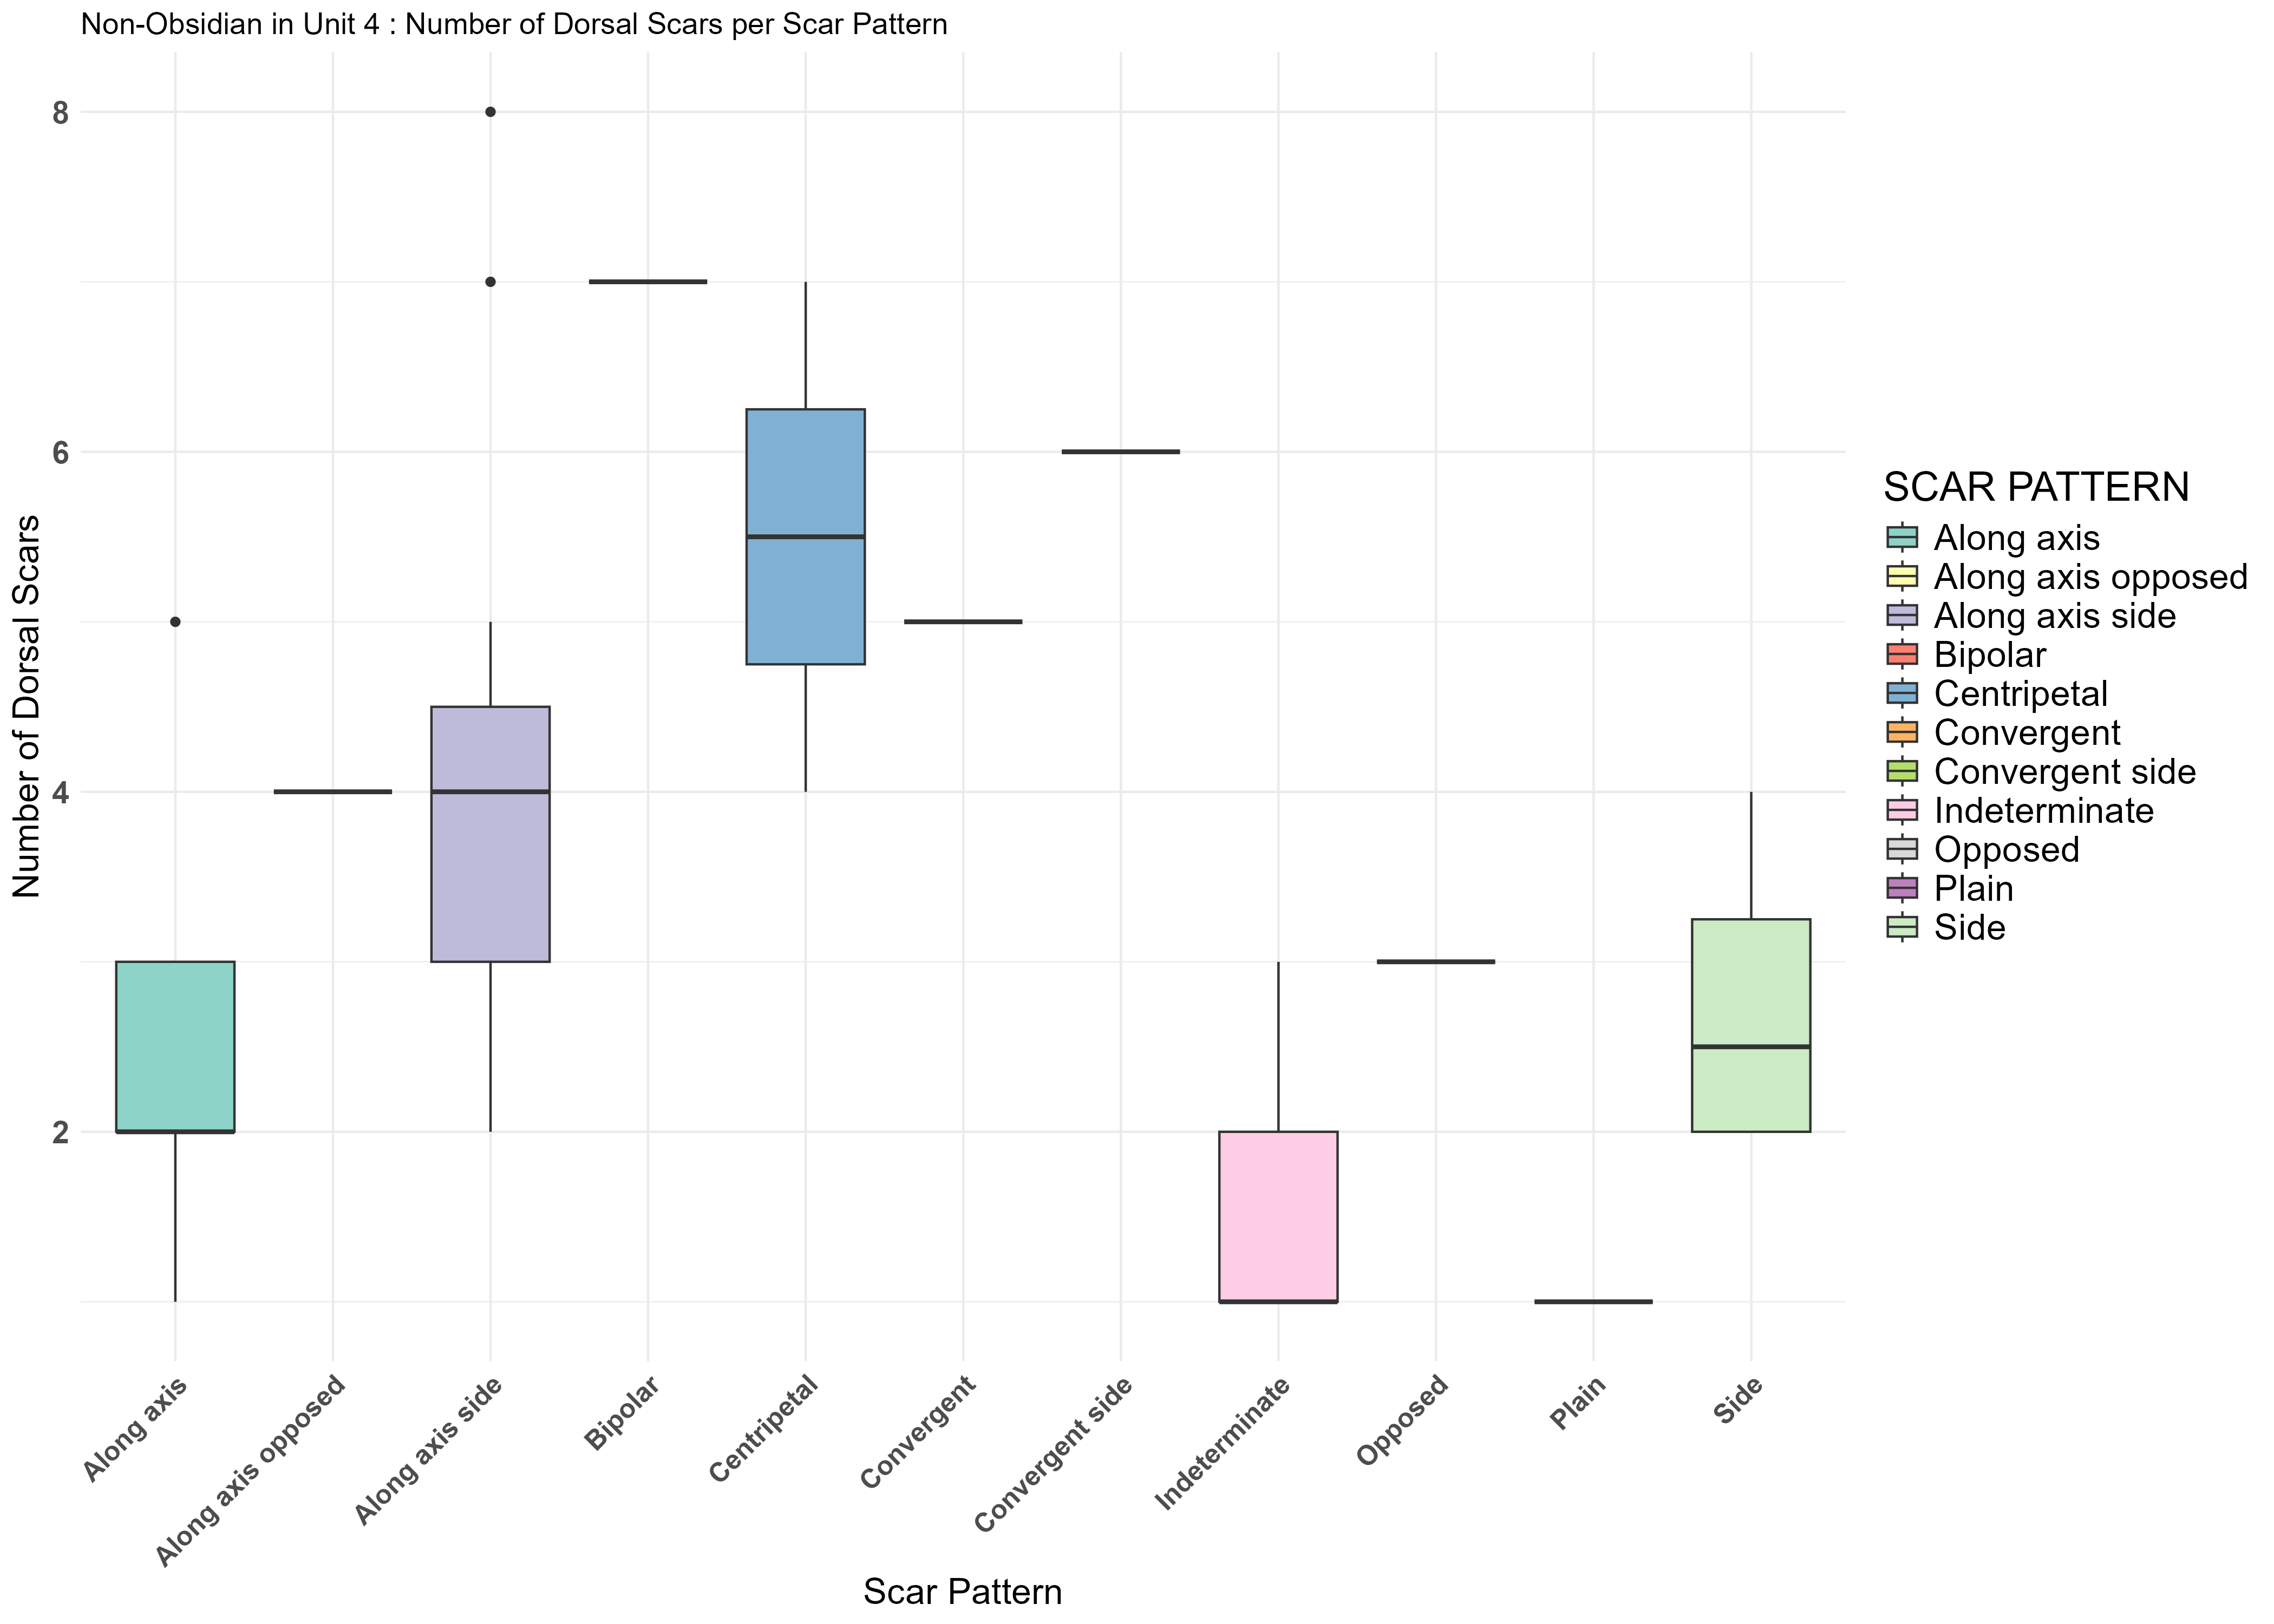 Non-Obsidian in Unit 4 : Number of Dorsal Scars per Scar Pattern
8
6
4
2
Number of Dorsal Scars
Along axis
Along axis opposed
Along axis side
Bipolar
Centripetal
Convergent
Convergent side
Indeterminate
Opposed
Plain
Side
Scar Pattern
SCAR PATTERN
Along axis
Along axis opposed
Along axis side
Bipolar
Centripetal
Convergent
Convergent side
Indeterminate
Opposed
Plain
Side